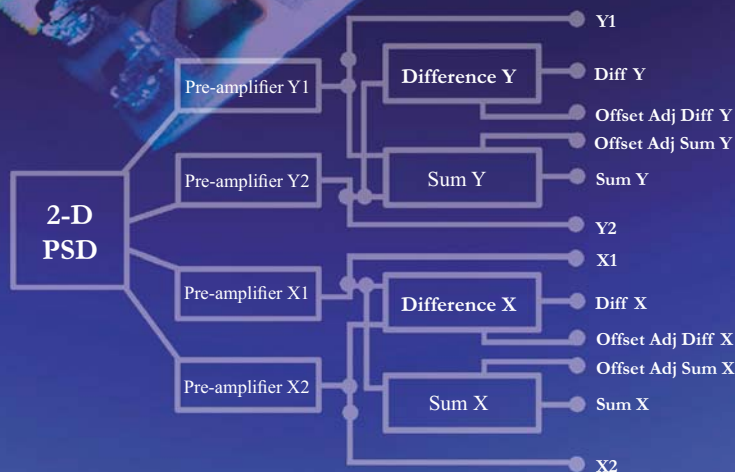 Y1
Pre-amplifier Y1
Difference Y
Diff Y
Offset Adj Diff Y
Offset Adj Sum Y
Pre-amplifier Y2
Sum Y
Sum Y
2-D
PSD
Y2
X1
Pre-amplifier X1
Difference X
Diff X
Offset Adj Diff X
Offset Adj Sum X
Pre-amplifier X2
Sum X
Sum X
X2